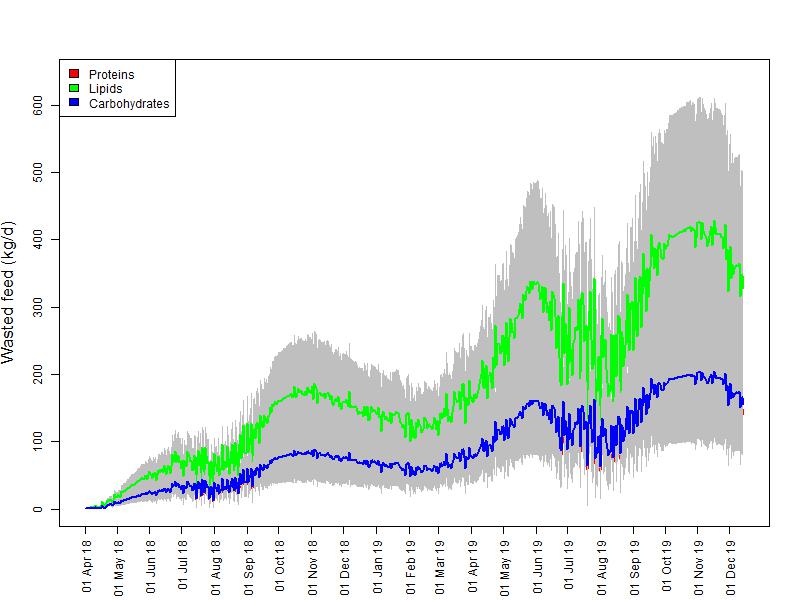 Proteins
Lipids
Carbohydrates
Wasted feed (kg/d)
600
500
400
300
200
100
0
01 Apr 18
01 May 18
01 Jun 18
01 Jul 18
01 Aug 18
01 Sep 18
01 Oct 18
01 Nov 18
01 Dec 18
01 Jan 19
01 Feb 19
01 Mar 19
01 Apr 19
01 May 19
01 Jun 19
01 Jul 19
01 Aug 19
01 Sep 19
01 Oct 19
01 Nov 19
01 Dec 19